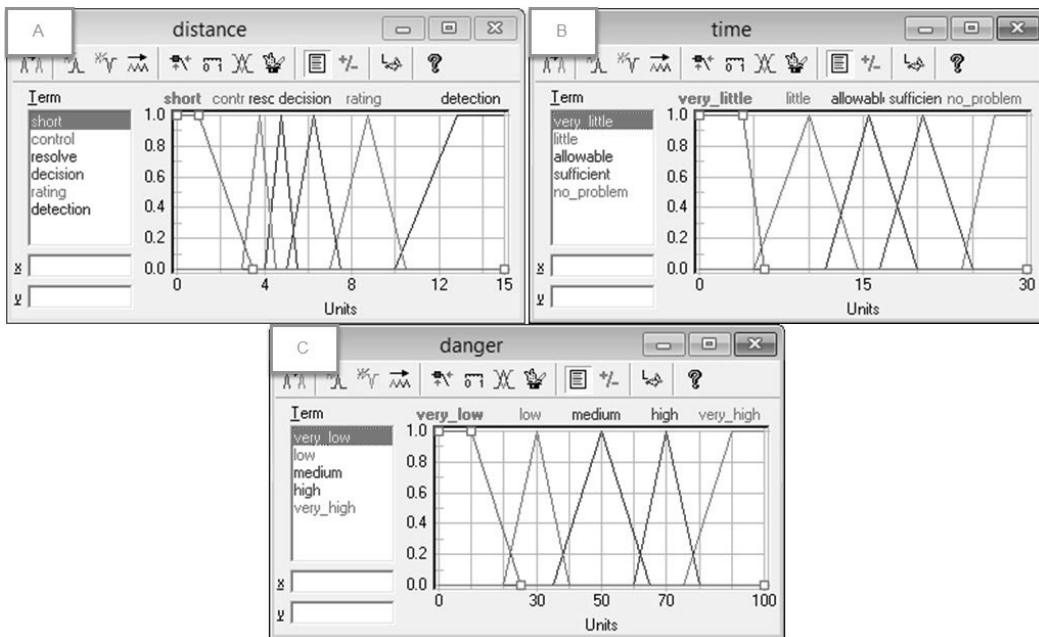 A
distance
Term
short
control
resolve
decision
rating
detection
x
y
short contr resc decision rating detection
1.0
0.8
0.6
0.4
0.2
0.0
0 4 8 12 15
Units
B
time
Term
very_little
little
allowable
sufficient
no_problem
x
y
very_little little allowabl sufficien no_problem
1.0
0.8
0.6
0.4
0.2
0.0
0 15 30
Units
C
danger
Term
very_low
low
medium
high
very_high
x
y
very_low low medium high very_high
1.0
0.8
0.6
0.4
0.2
0.0
0 30 50 70 100
Units